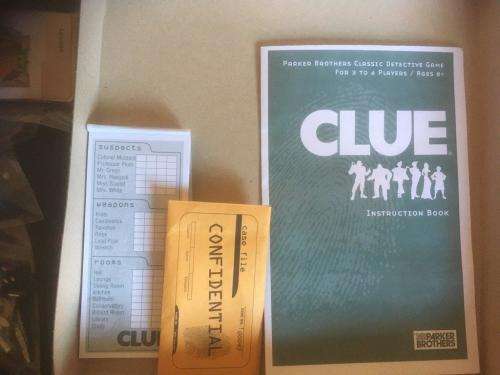 PARKER BROTHERS CLASSIC DETECTIVE GAME
FOR 3 TO 6 PLAYERS / AGES 8+
CLUE
INSTRUCTION BOOK
PARKER
BROTHERS
suspects
Colonel Mustard
Professor Plum
Mr. Green
Mrs. Peacock
Miss Scarlet
Mrs. White
weapons
Knife
Candlestick
Revolver
Rope
Lead Pipe
Wrench
rooms
Hall
Lounge
Dining Room
Kitchen
Ballroom
Conservatory
Billiard Room
Library
Study
CLUE
case file
CONFIDENTIAL